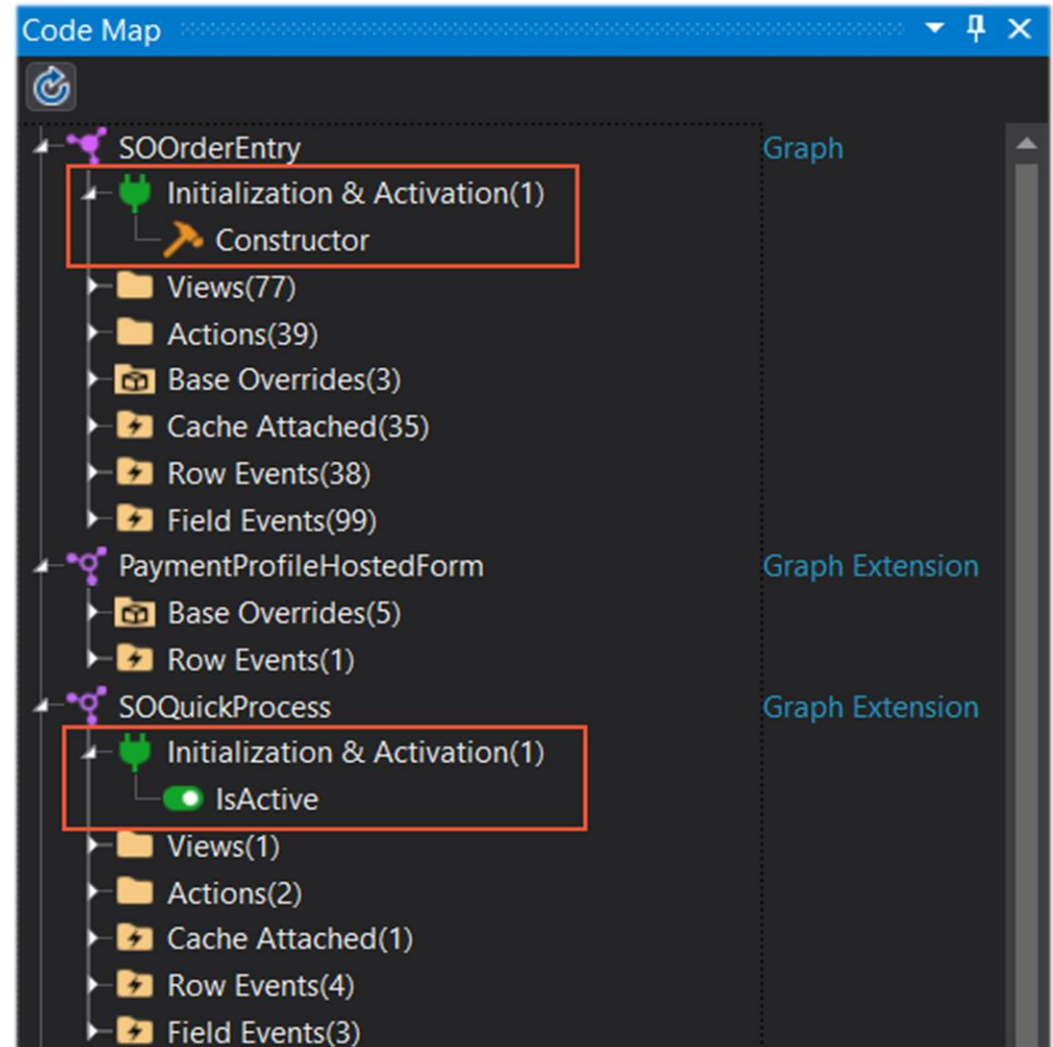 Code Map
SOOrderEntry Graph
Initialization & Activation(1)
Constructor
Views(77)
Actions(39)
Base Overrides(3)
Cache Attached(35)
Row Events(38)
Field Events(99)
PaymentProfileHostedForm Graph Extension
Base Overrides(5)
Row Events(1)
SOQuickProcess Graph Extension
Initialization & Activation(1)
IsActive
Views(1)
Actions(2)
Cache Attached(1)
Row Events(4)
Field Events(3)